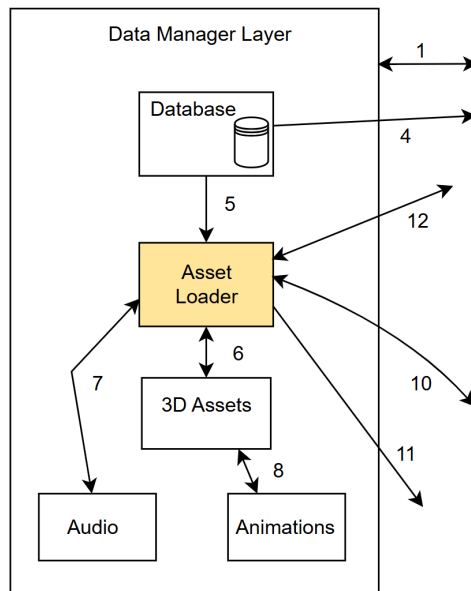 Data Manager Layer
1
Database
4
5
12
Asset
Loader
6
7
10
3D Assets
11
8
Audio
Animations